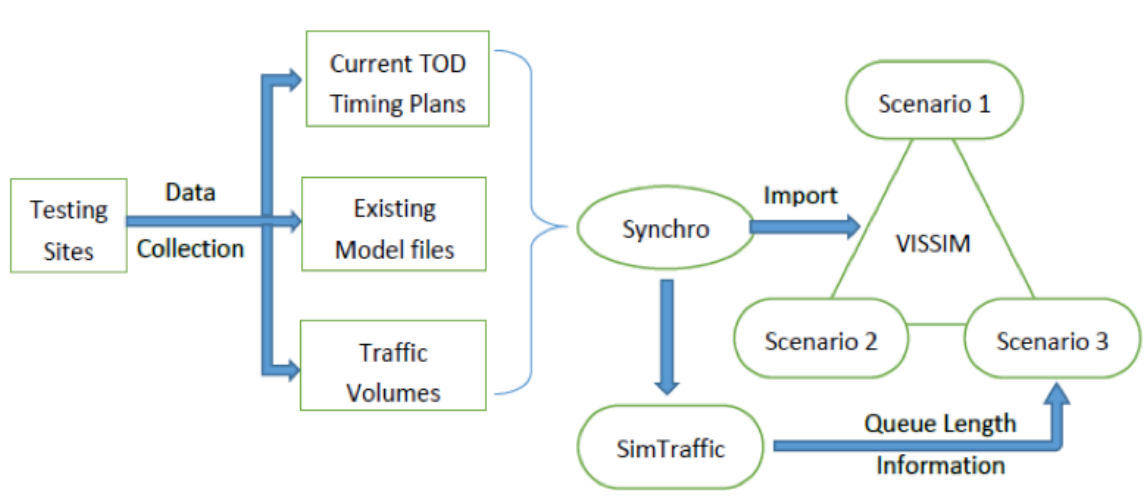 Current TOD
Timing Plans
Testing
Sites
Data
Collection
Existing
Model files
Traffic
Volumes
Synchro
Import
Scenario 1
VISSIM
Scenario 2
Scenario 3
SimTraffic
Queue Length
Information